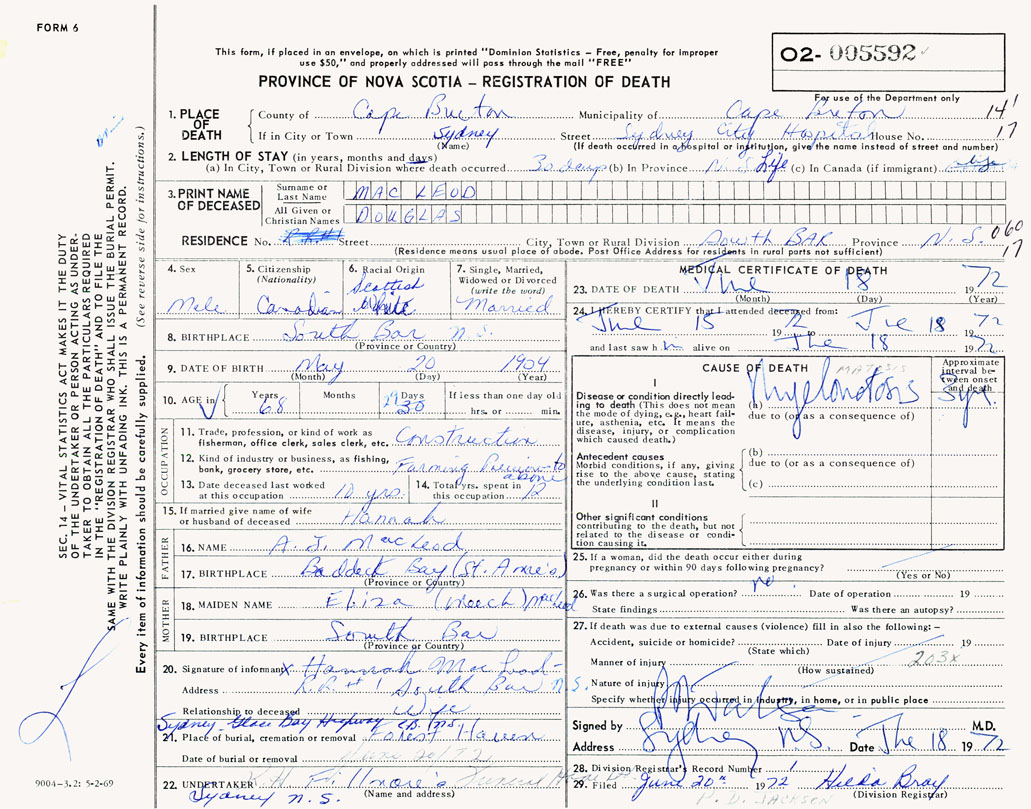 FORM 6
This form, if placed in an envelope, on which is printed "Dominion Statistics – Free, penalty for improper
use $50," and properly addressed will pass through the mail "FREE"
PROVINCE OF NOVA SCOTIA – REGISTRATION OF DEATH
02- 005592
For use of the Department only
1. PLACE OF DEATH
County of Cape Breton Municipality of Cape Breton 14
If in City or Town Sydney Street Sydney City Hospital House No. 17
(Name) (If death occurred in a hospital or institution, give the name instead of street and number)
2. LENGTH OF STAY (in years, months and days)
(a) In City, Town or Rural Division where death occurred 30 days (b) In Province N.S. Life (c) In Canada (if immigrant)
3. PRINT NAME OF DECEASED
Surname or Last Name MAC LEOD
All Given or Christian Names DOUGLAS
RESIDENCE No. Street City, Town or Rural Division South BAR Province N.S. 060
17
(Residence means usual place of abode. Post Office Address for residents in rural parts not sufficient)
4. Sex Male
5. Citizenship (Nationality) Canadian
6. Racial Origin Scottish White
7. Single, Married, Widowed or Divorced (write the word) Married
8. BIRTHPLACE South Bar N.S.
(Province or Country)
9. DATE OF BIRTH May 20 1904
(Month) (Day) (Year)
10. AGE in Years 68 Months Days 30 If less than one day old hrs. or min.
OCCUPATION
11. Trade, profession, or kind of work as fisherman, office clerk, sales clerk, etc. Construction
12. Kind of industry or business, as fishing, bank, grocery store, etc. Farming Previous to above
13. Date deceased last worked at this occupation 10 yrs.
14. Total yrs. spent in this occupation 12
15. If married give name of wife or husband of deceased Hannah
FATHER
16. NAME A. J. MacLeod
17. BIRTHPLACE Baddeck Bay (St. Anne's)
(Province or Country)
MOTHER
18. MAIDEN NAME Eliza (Meech) MacLeod
19. BIRTHPLACE South Bar
(Province or Country)
20. Signature of informant x Hannah MacLeod
Address R.R. # 1 South Bar N.S.
Relationship to deceased Wife
Sydney Glace Bay Highway C.B. (N.S.)
21. Place of burial, cremation or removal Forest Haven
Date of burial or removal June 20/72
22. UNDERTAKER Fillmore's Funeral Home
Sydney N.S. (Name and address)
MEDICAL CERTIFICATE OF DEATH
23. DATE OF DEATH June 18 1972
(Month) (Day) (Year)
24. I HEREBY CERTIFY that I attended deceased from:
June 15 1972 to June 18 1972
and last saw him alive on June 18 1972
CAUSE OF DEATH
Approximate interval between onset and death
I
Disease or condition directly leading to death (This does not mean the mode of dying, e.g., heart failure, asthenia, etc. It means the disease, injury, or complication which caused death.)
(a)
due to (or as a consequence of)
Antecedent causes
Morbid conditions, if any, giving rise to the above cause, stating the underlying condition last.
(b)
due to (or as a consequence of)
(c)
II
Other significant conditions contributing to the death, but not related to the disease or condition causing it.
25. If a woman, did the death occur either during pregnancy or within 90 days following pregnancy?
(Yes or No)
26. Was there a surgical operation? no Date of operation 19
State findings Was there an autopsy?
27. If death was due to external causes (violence) fill in also the following:–
Accident, suicide or homicide? Date of injury 19
(State which)
Manner of injury 203x
(How sustained)
Nature of injury
Specify whether injury occurred in industry, in home, or in public place
Signed by M.D.
Address Sydney N.S. Date June 18 1972
28. Division Registrar's Record Number
29. Filed June 20th 1972 Hilda Bray
(Division Registrar)
P. D. JACKSON
SEC. 14 – VITAL STATISTICS ACT MAKES IT THE DUTY
OF THE UNDERTAKER OR PERSON ACTING AS UNDER-
TAKER TO OBTAIN ALL THE PARTICULARS REQUIRED
IN THE "REGISTRATION OF DEATH" AND TO FILE THE
SAME WITH THE DIVISION REGISTRAR WHO SHALL ISSUE THE BURIAL PERMIT.
WRITE PLAINLY WITH UNFADING INK. THIS IS A PERMANENT RECORD.
Every item of information should be carefully supplied. (See reverse side for instructions.)
9004-3.2: 5-2-69